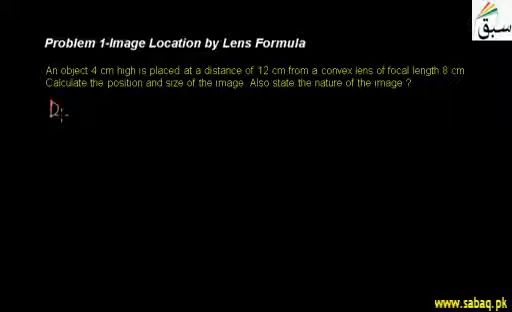 سبق
Problem 1-Image Location by Lens Formula
An object 4 cm high is placed at a distance of 12 cm from a convex lens of focal length 8 cm
Calculate the position and size of the image Also state the nature of the image ?
www.sabaq.pk